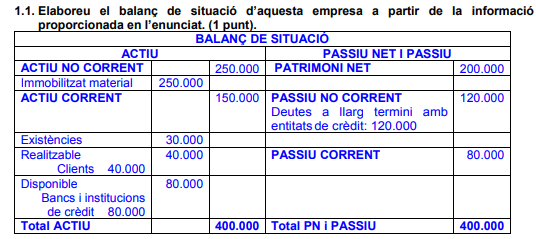 1.1. Elaboreu el balanç de situació d'aquesta empresa a partir de la informació
proporcionada en l'enunciat. (1 punt).
BALANÇ DE SITUACIÓ
ACTIU PASSIU NET I PASSIU
ACTIU NO CORRENT 250.000 PATRIMONI NET 200.000
Immobilitzat material 250.000
ACTIU CORRENT 150.000 PASSIU NO CORRENT 120.000
Deutes a llarg termini amb
entitats de crèdit: 120.000
Existències 30.000
Realitzable 40.000 PASSIU CORRENT 80.000
Clients 40.000
Disponible 80.000
Bancs i institucions
de crèdit 80.000
Total ACTIU 400.000 Total PN i PASSIU 400.000